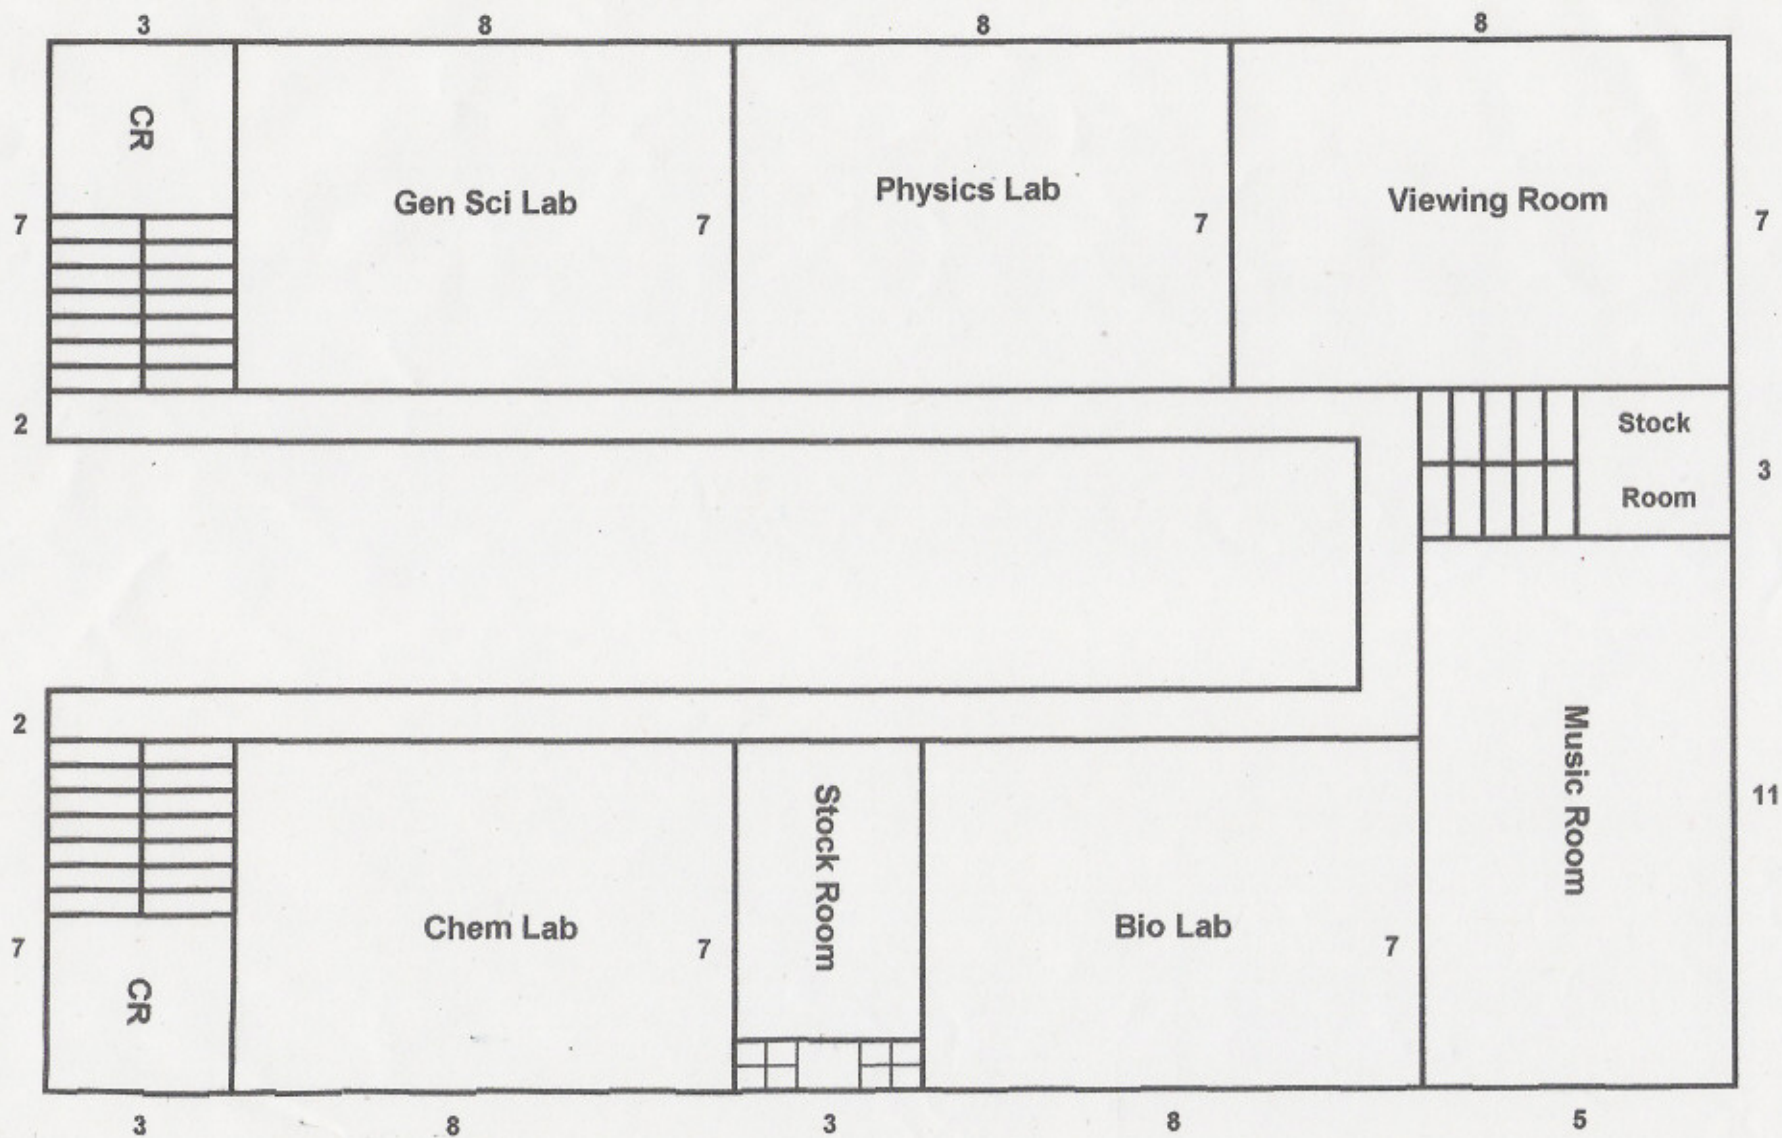 3 8 8 8
CR
Gen Sci Lab
7
Physics Lab
7
Viewing Room
7
7
2
Stock
Room
3
2
Music Room
11
Chem Lab
7
Stock Room
Bio Lab
7
7
CR
3 8 3 8 5